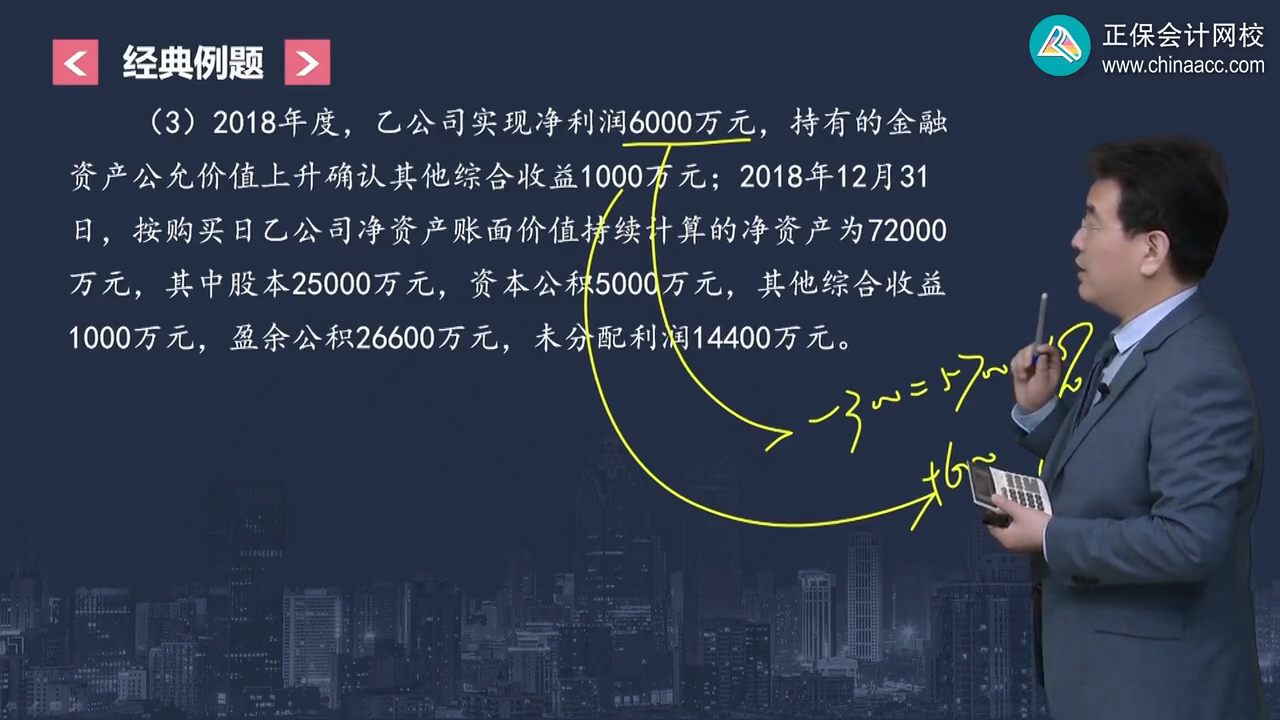 经典例题
正保会计网校
www.chinaacc.com
（3）2018年度，乙公司实现净利润6000万元，持有的金融
资产公允价值上升确认其他综合收益1000万元；2018年12月31
日，按购买日乙公司净资产账面价值持续计算的净资产为72000
万元，其中股本25000万元，资本公积5000万元，其他综合收益
1000万元，盈余公积26600万元，未分配利润14400万元。